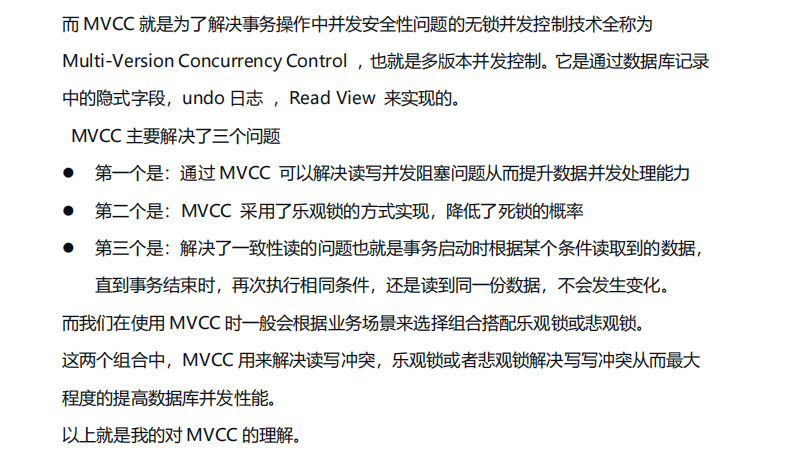 而 MVCC 就是为了解决事务操作中并发安全性问题的无锁并发控制技术全称为
Multi-Version Concurrency Control ，也就是多版本并发控制。它是通过数据库记录
中的隐式字段，undo 日志 ，Read View 来实现的。
MVCC 主要解决了三个问题
● 第一个是：通过 MVCC 可以解决读写并发阻塞问题从而提升数据并发处理能力
● 第二个是：MVCC 采用了乐观锁的方式实现，降低了死锁的概率
● 第三个是：解决了一致性读的问题也就是事务启动时根据某个条件读取到的数据，
直到事务结束时，再次执行相同条件，还是读到同一份数据，不会发生变化。
而我们在使用 MVCC 时一般会根据业务场景来选择组合搭配乐观锁或悲观锁。
这两个组合中，MVCC 用来解决读写冲突，乐观锁或者悲观锁解决写写冲突从而最大
程度的提高数据库并发性能。
以上就是我的对 MVCC 的理解。